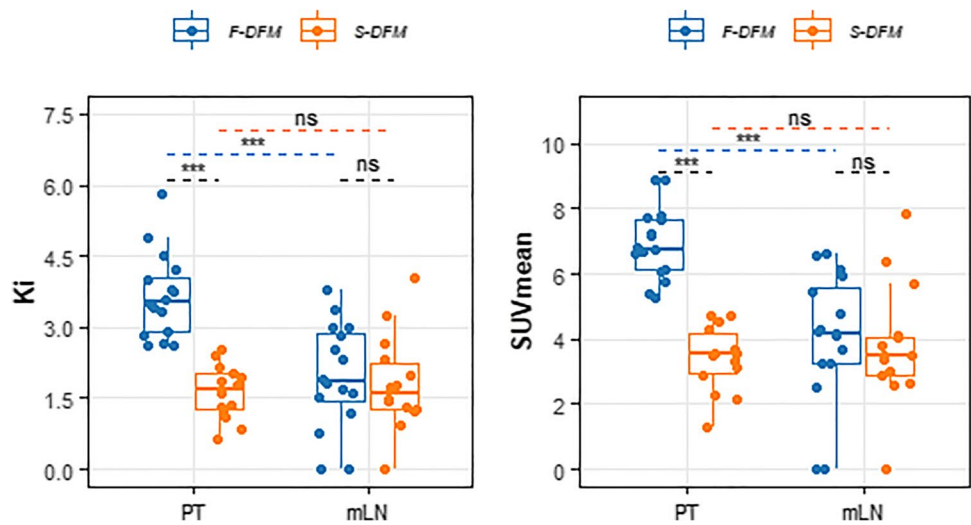 F-DFM S-DFM
F-DFM S-DFM
Ki
7.5
6.0
4.5
3.0
1.5
0.0
ns
***
***
ns
PT mLN
SUVmean
10
8
6
4
2
0
ns
***
***
ns
PT mLN